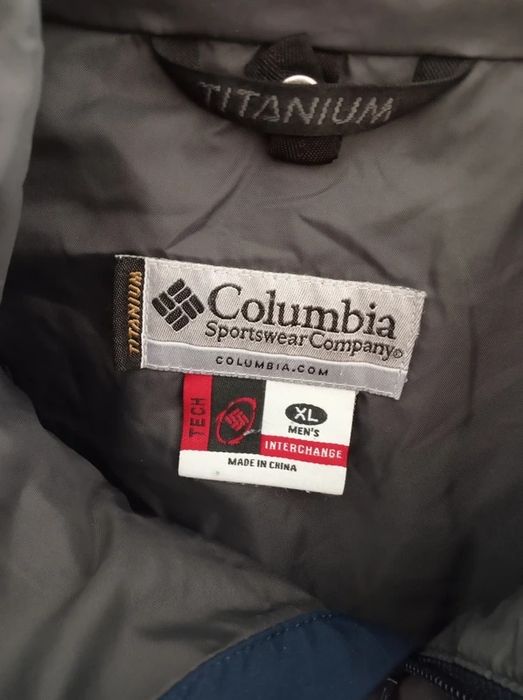 TITANIUM
TITANIUM
Columbia
Sportswear Company®
COLUMBIA.COM
TECH
XL
MEN'S
INTERCHANGE
MADE IN CHINA